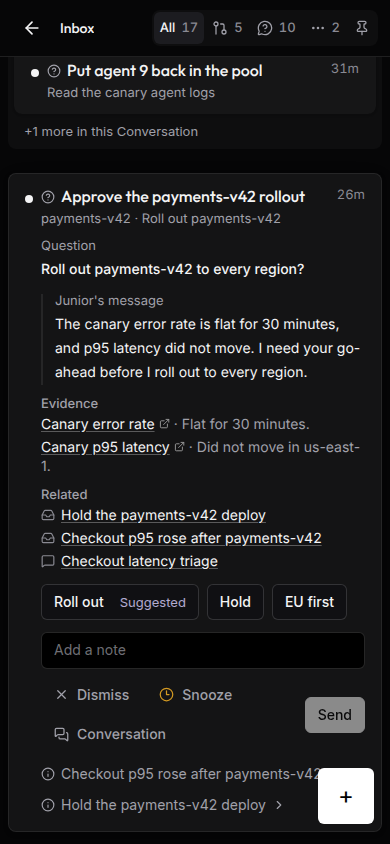 Inbox All 17 5 10 2
Put agent 9 back in the pool 31m
Read the canary agent logs
+1 more in this Conversation
Approve the payments-v42 rollout 26m
payments-v42 · Roll out payments-v42
Question
Roll out payments-v42 to every region?
Junior's message
The canary error rate is flat for 30 minutes,
and p95 latency did not move. I need your go-
ahead before I roll out to every region.
Evidence
Canary error rate · Flat for 30 minutes.
Canary p95 latency · Did not move in us-east-
1.
Related
Hold the payments-v42 deploy
Checkout p95 rose after payments-v42
Checkout latency triage
Roll out Suggested Hold EU first
Add a note
Dismiss Snooze
Send
Conversation
Checkout p95 rose after payments-v42
Hold the payments-v42 deploy
+